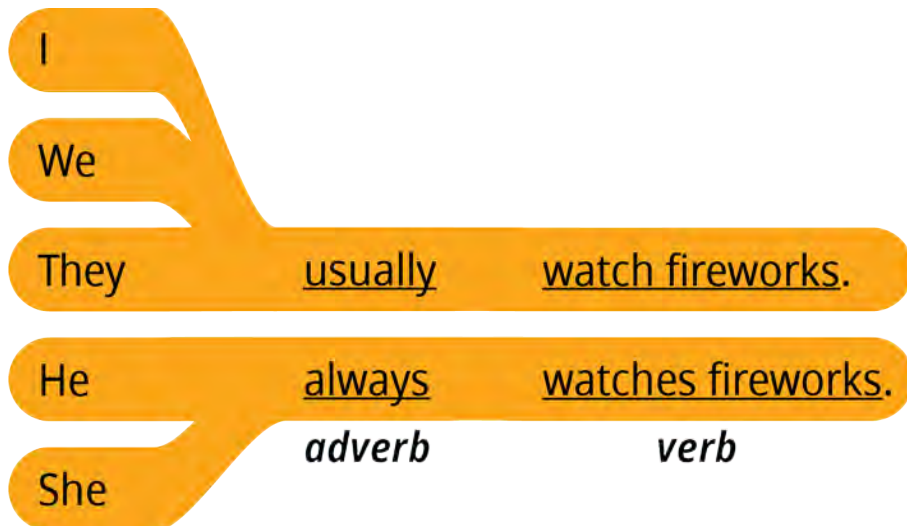 I
We
They usually watch fireworks.
He always watches fireworks.
adverb verb
She